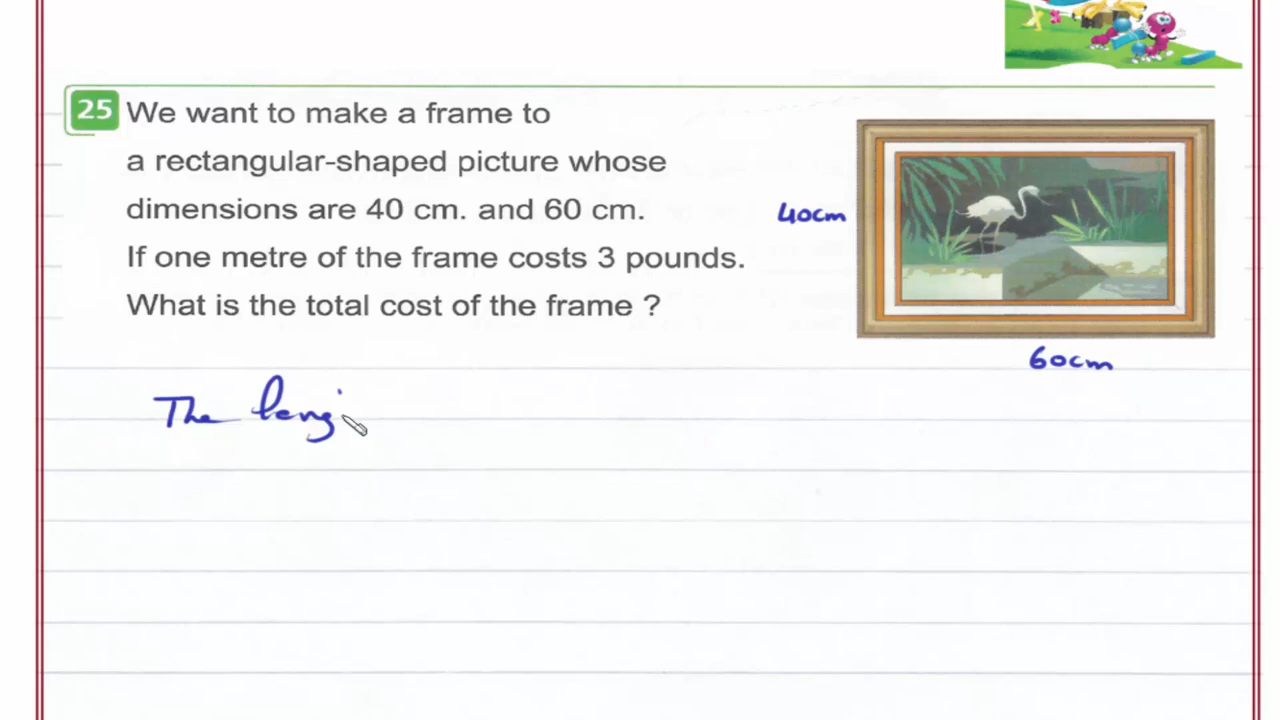 25 We want to make a frame to
a rectangular-shaped picture whose
dimensions are 40 cm. and 60 cm.
If one metre of the frame costs 3 pounds.
What is the total cost of the frame ?
40cm
60cm
The leng